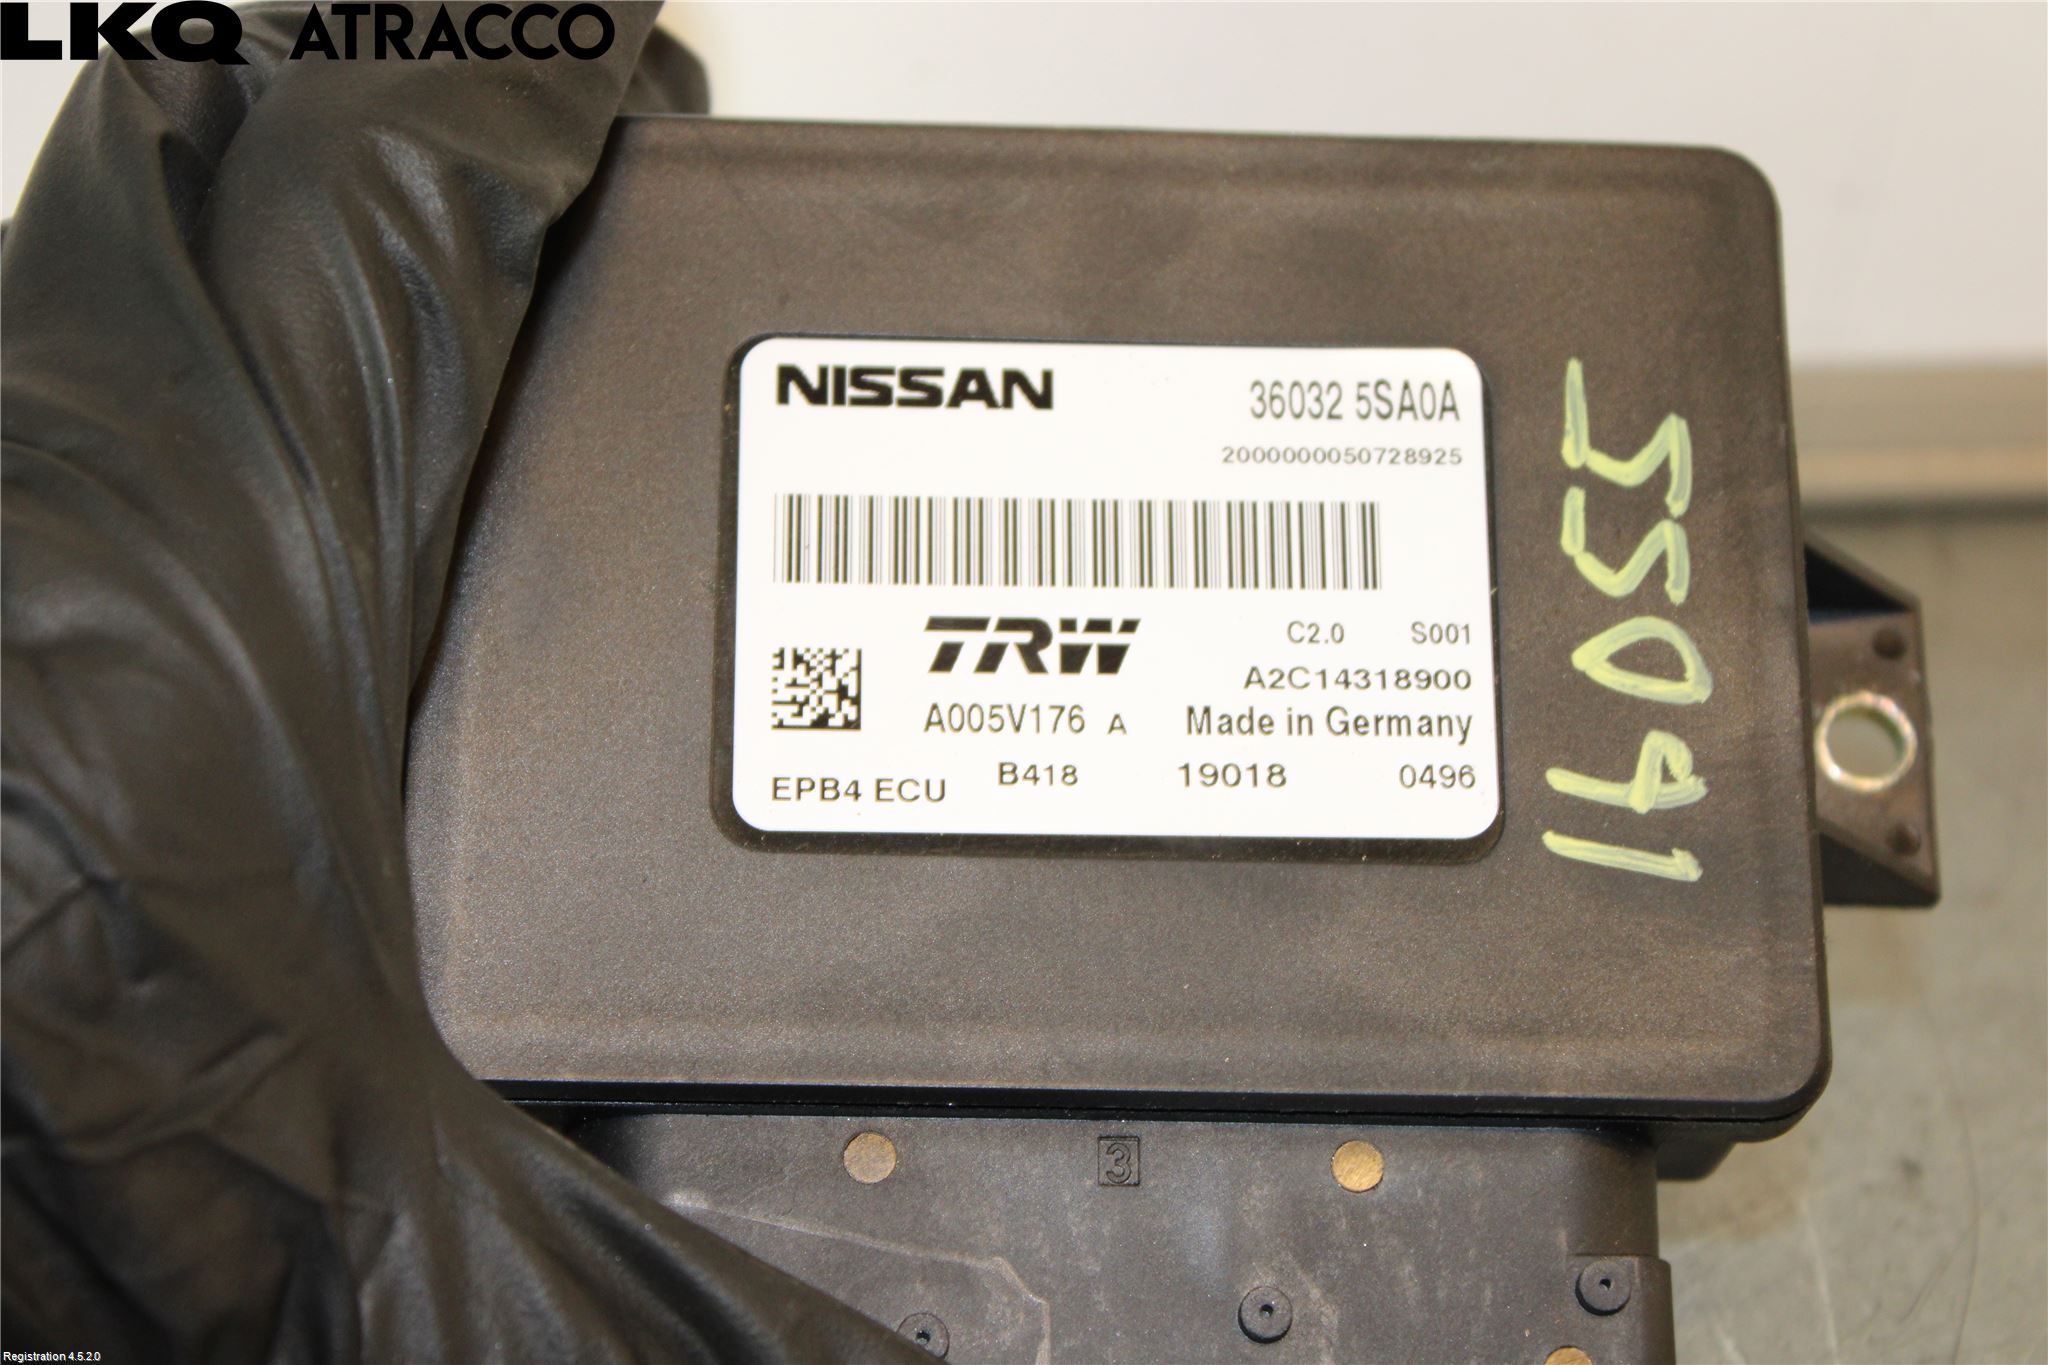 LKQ ATRACCO
NISSAN
36032 5SA0A
2000000050728925
TRW
C2.0 S001
A2C14318900
A005V176 A
Made in Germany
EPB4 ECU
B418
19018
0496
3
Registration 4.5.2.0